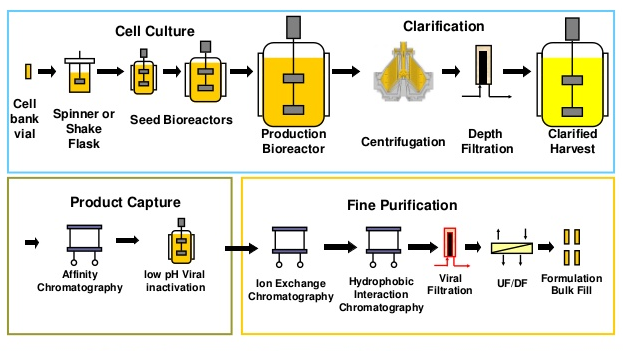 Cell Culture
Clarification
Cell
bank
vial
Spinner or
Shake
Flask
Seed Bioreactors
Production
Bioreactor
Centrifugation
Depth
Filtration
Clarified
Harvest
Product Capture
Fine Purification
Affinity
Chromatography
low pH Viral
inactivation
Ion Exchange
Chromatography
Hydrophobic
Interaction
Chromatography
Viral
Filtration
UF/DF
Formulation
Bulk Fill